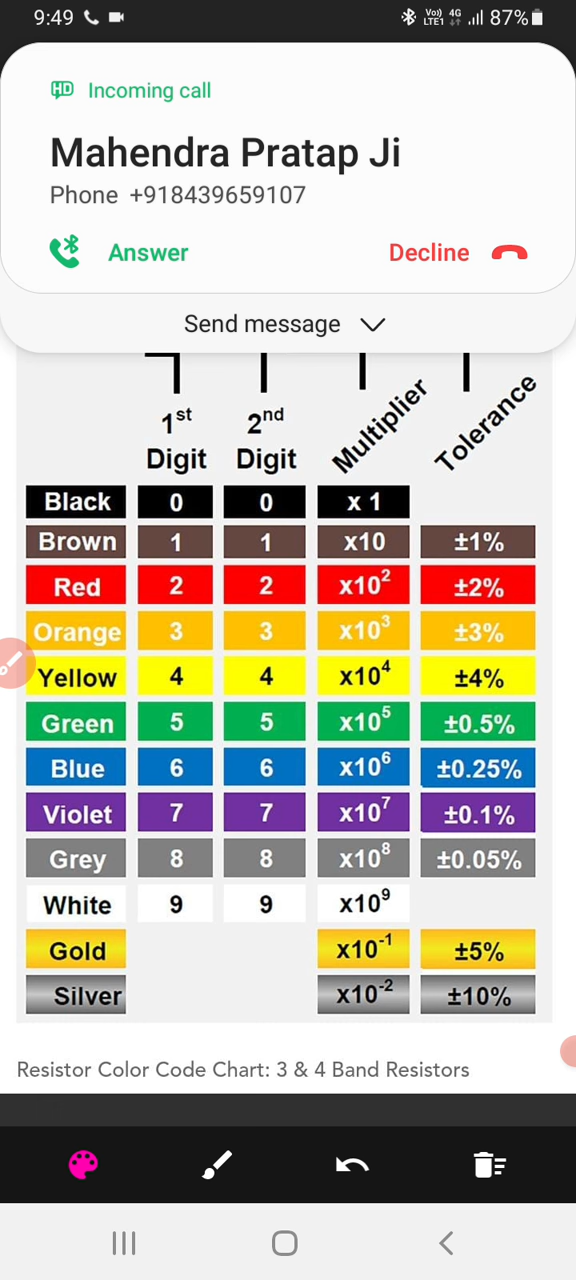 9:49 Vo)) LTE1 4G 87%
HD Incoming call
Mahendra Pratap Ji
Phone +918439659107
Answer Decline
Send message
1st Digit 2nd Digit Multiplier Tolerance
Black 0 0 x 1
Brown 1 1 x10 ±1%
Red 2 2 x10² ±2%
Orange 3 3 x10³ ±3%
Yellow 4 4 x10⁴ ±4%
Green 5 5 x10⁵ ±0.5%
Blue 6 6 x10⁶ ±0.25%
Violet 7 7 x10⁷ ±0.1%
Grey 8 8 x10⁸ ±0.05%
White 9 9 x10⁹
Gold x10⁻¹ ±5%
Silver x10⁻² ±10%
Resistor Color Code Chart: 3 & 4 Band Resistors